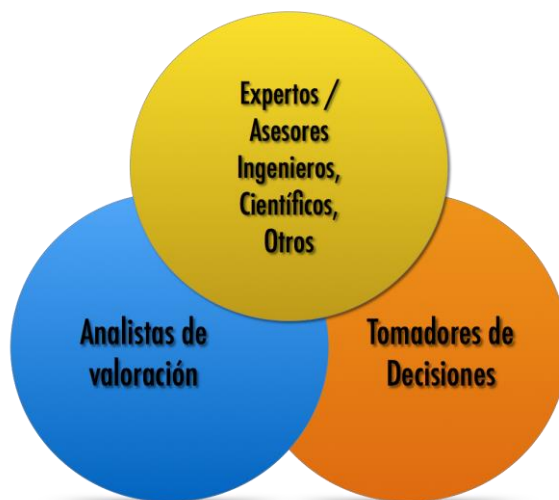 Expertos /
Asesores
Ingenieros,
Científicos,
Otros
Analistas de
valoración
Tomadores de
Decisiones